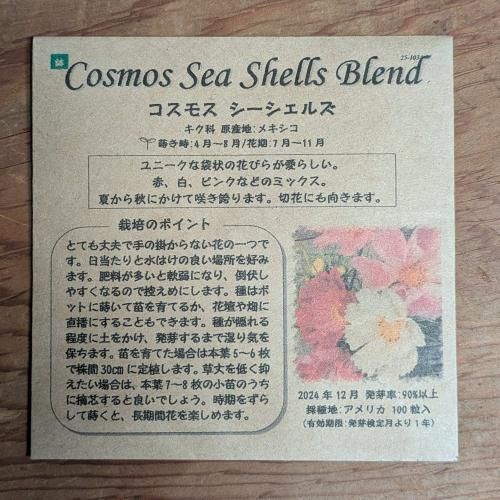 Cosmos Sea Shells Blend
コスモス シーシェルズ
キク科 原産地:メキシコ
蒔き時:4月〜8月/花期:7月〜11月
ユニークな袋状の花びらが愛らしい。
赤、白、ピンクなどのミックス。
夏から秋にかけて咲き誇ります。切花にも向きます。
栽培のポイント
とても丈夫で手の掛からない花の一つで
す。日当たりと水はけの良い場所を好み
ます。肥料が多いと軟弱になり、倒伏し
やすくなるので控えめにします。種はポ
ットに蒔いて苗を育てるか、花壇や畑に
直播にすることもできます。種が隠れる
程度に土をかけ、発芽するまで湿り気を
保ちます。苗を育てた場合は本葉5〜6枚
で株間30cmに定植します。草丈を低く抑
えたい場合は、本葉7〜8枚の小苗のうち
に摘芯すると良いでしょう。時期をずら
して蒔くと、長期間花を楽しめます。
2024年12月 発芽率:90%以上
採種地:アメリカ 100粒入
(有効期限:発芽検定月より1年)